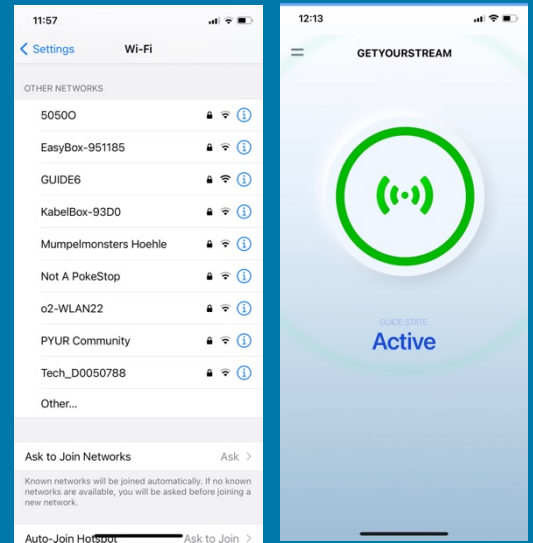 11:57
Settings
Wi-Fi
OTHER NETWORKS
5050O
EasyBox-951185
GUIDE6
KabelBox-93D0
Mumpelmonsters Hoehle
Not A PokeStop
o2-WLAN22
PYUR Community
Tech_D0050788
Other...
Ask to Join Networks
Ask
Known networks will be joined automatically. If no known
networks are available, you will be asked before joining a
new network.
Auto-Join Hotspot
Ask to Join
12:13
GETYOURSTREAM
GUIDE STATE
Active